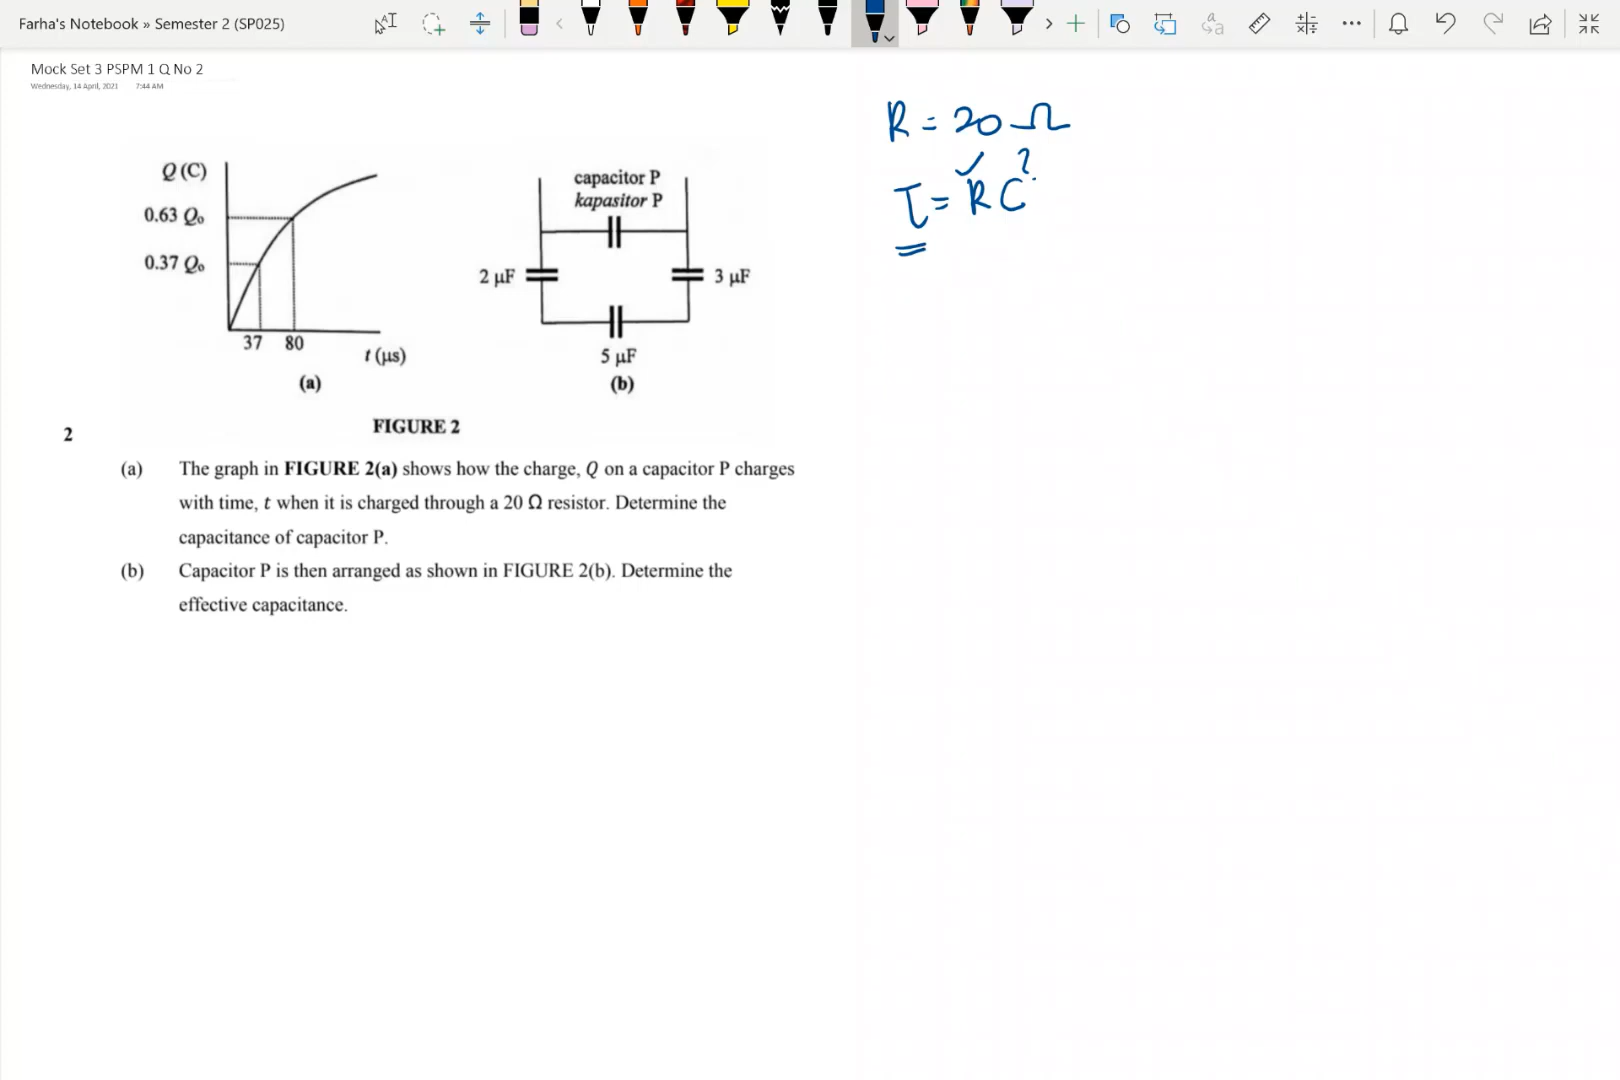 Farha's Notebook » Semester 2 (SP025)
Mock Set 3 PSPM 1 Q No 2
Wednesday, 14 April, 2021 7:44 AM
R = 20 Ω
✓ ?
τ = RC
Q (C)
0.63 Q₀
0.37 Q₀
37 80
t (μs)
(a)
capacitor P
kapasitor P
2 μF
3 μF
5 μF
(b)
FIGURE 2
2
(a) The graph in FIGURE 2(a) shows how the charge, Q on a capacitor P charges
with time, t when it is charged through a 20 Ω resistor. Determine the
capacitance of capacitor P.
(b) Capacitor P is then arranged as shown in FIGURE 2(b). Determine the
effective capacitance.